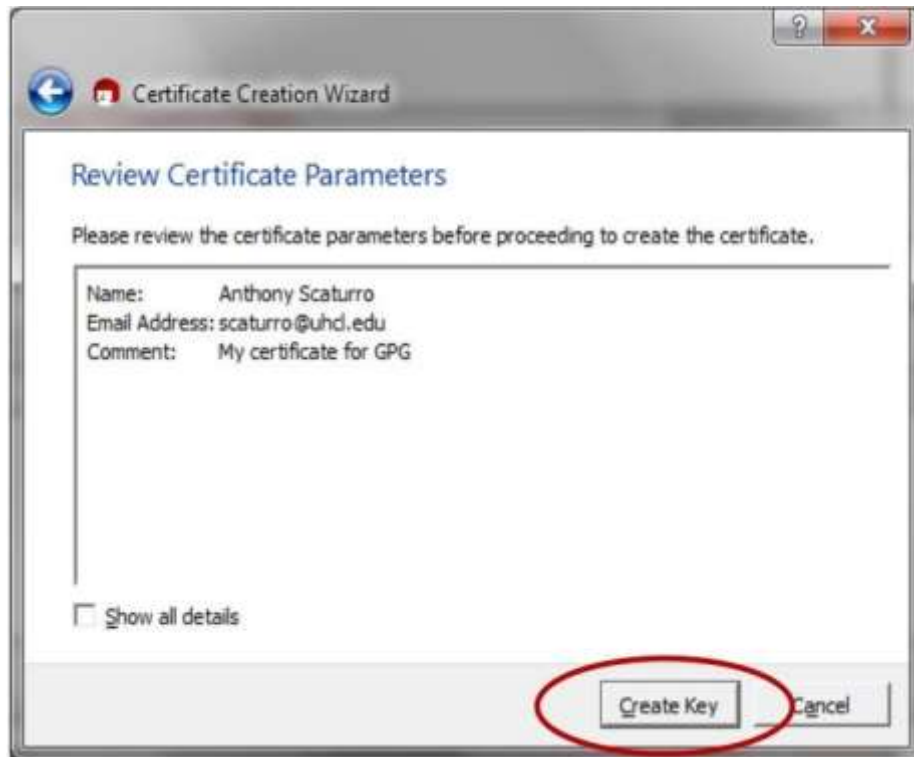 Certificate Creation Wizard
Review Certificate Parameters
Please review the certificate parameters before proceeding to create the certificate.
Name: Anthony Scaturro
Email Address: scaturro@uhcl.edu
Comment: My certificate for GPG
Show all details
Create Key
Cancel